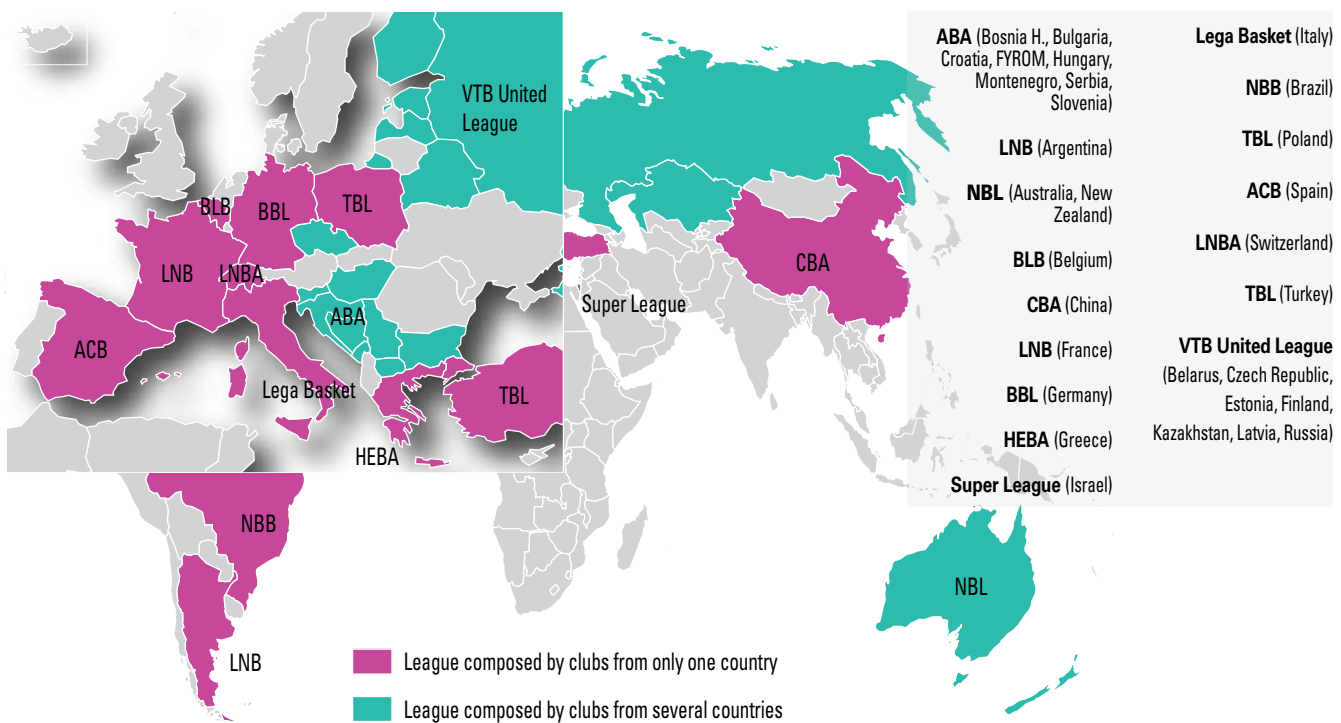 VTB United
League
BLB
BBL
TBL
LNB
LNBA
ABA
ACB
Lega Basket
TBL
HEBA
Super League
CBA
NBB
LNB
NBL
ABA (Bosnia H., Bulgaria,
Croatia, FYROM, Hungary,
Montenegro, Serbia,
Slovenia)
LNB (Argentina)
NBL (Australia, New
Zealand)
BLB (Belgium)
CBA (China)
LNB (France)
BBL (Germany)
HEBA (Greece)
Super League (Israel)
Lega Basket (Italy)
NBB (Brazil)
TBL (Poland)
ACB (Spain)
LNBA (Switzerland)
TBL (Turkey)
VTB United League
(Belarus, Czech Republic,
Estonia, Finland,
Kazakhstan, Latvia, Russia)
League composed by clubs from only one country
League composed by clubs from several countries